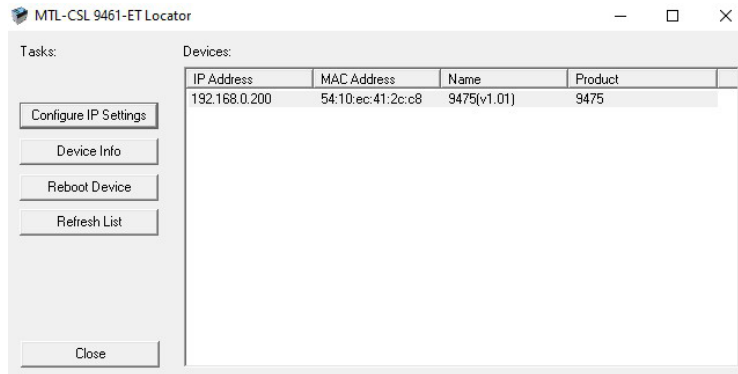 MTL-CSL 9461-ET Locator
Tasks:
Devices:
IP Address MAC Address Name Product
192.168.0.200 54:10:ec:41:2c:c8 9475(v1.01) 9475
Configure IP Settings
Device Info
Reboot Device
Refresh List
Close